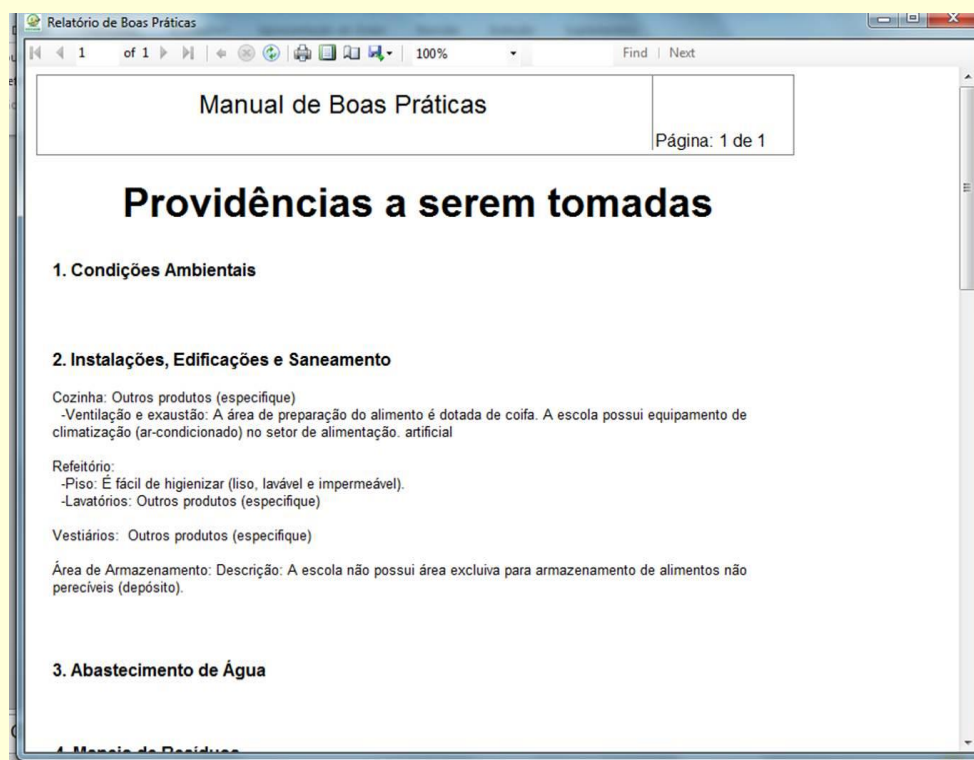 Relatório de Boas Práticas
1 of 1 100% Find | Next
Manual de Boas Práticas
Página: 1 de 1
Providências a serem tomadas
1. Condições Ambientais
2. Instalações, Edificações e Saneamento
Cozinha: Outros produtos (especifique)
-Ventilação e exaustão: A área de preparação do alimento é dotada de coifa. A escola possui equipamento de
climatização (ar-condicionado) no setor de alimentação. artificial
Refeitório:
-Piso: É fácil de higienizar (liso, lavável e impermeável).
-Lavatórios: Outros produtos (especifique)
Vestiários: Outros produtos (especifique)
Área de Armazenamento: Descrição: A escola não possui área excluiva para armazenamento de alimentos não
perecíveis (depósito).
3. Abastecimento de Água
4. Manejo de Resíduos